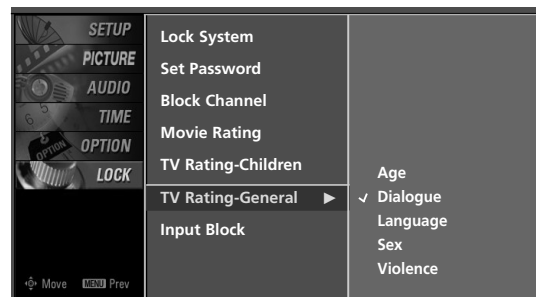 SETUP
PICTURE
AUDIO
TIME
OPTION
LOCK
Move MENU Prev
Lock System
Set Password
Block Channel
Movie Rating
TV Rating-Children
TV Rating-General ▶
Input Block
Age
✓ Dialogue
Language
Sex
Violence